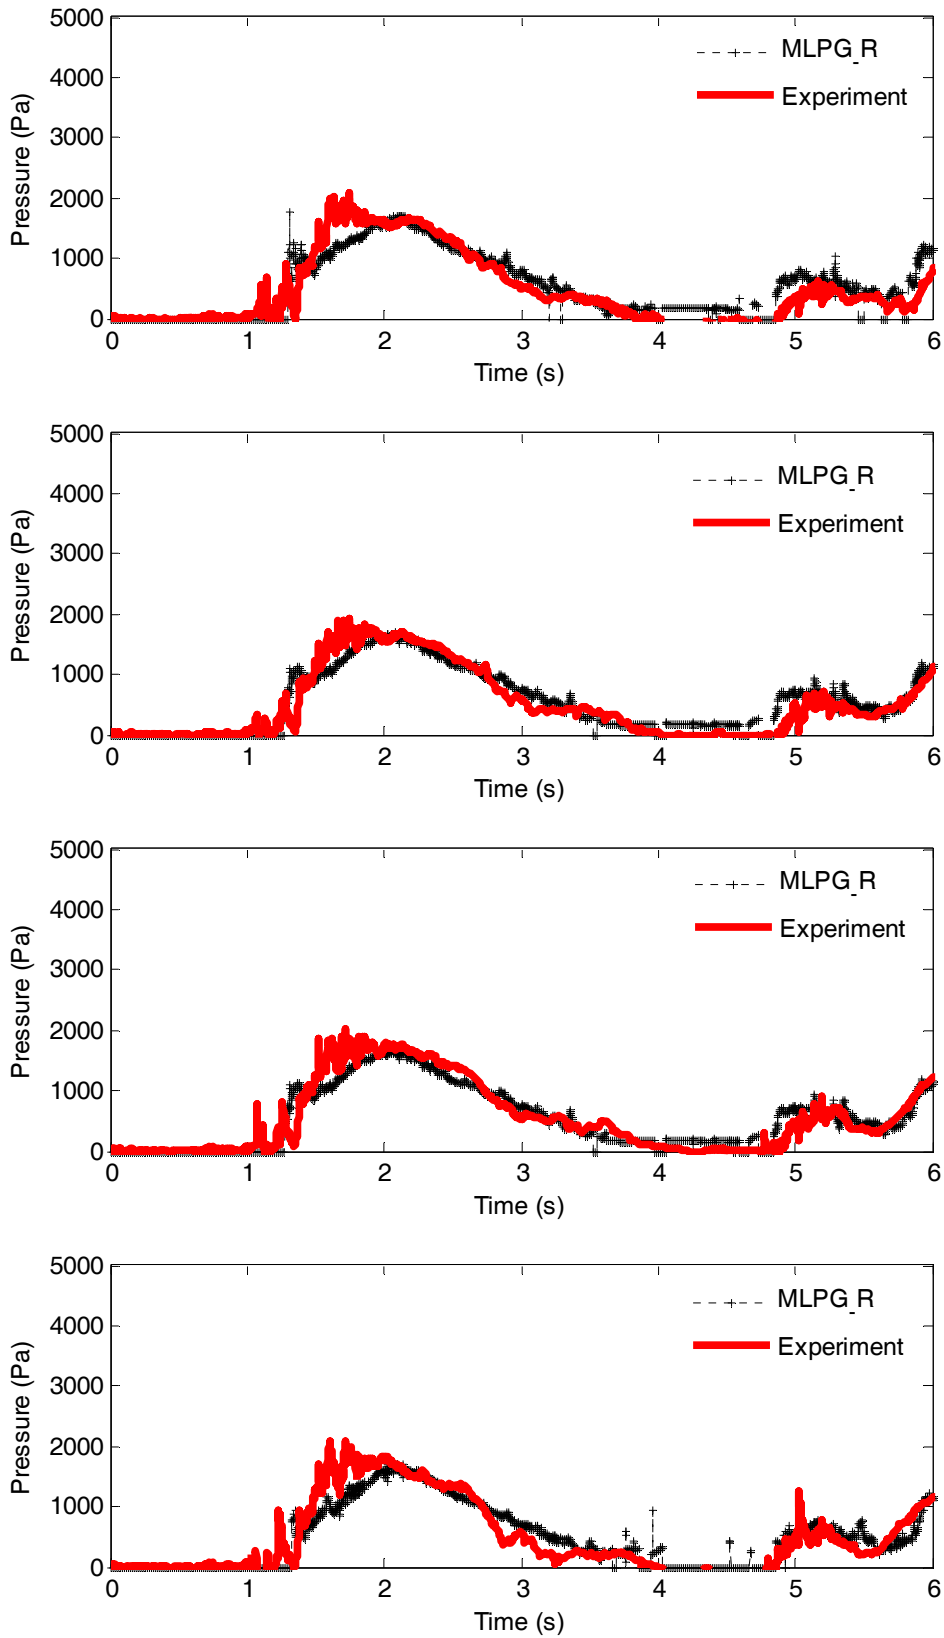 5000
4000
3000
2000
1000
0
Pressure (Pa)
MLPG_R
Experiment
0 1 2 3 4 5 6
Time (s)
5000
4000
3000
2000
1000
0
Pressure (Pa)
MLPG_R
Experiment
0 1 2 3 4 5 6
Time (s)
5000
4000
3000
2000
1000
0
Pressure (Pa)
MLPG_R
Experiment
0 1 2 3 4 5 6
Time (s)
5000
4000
3000
2000
1000
0
Pressure (Pa)
MLPG_R
Experiment
0 1 2 3 4 5 6
Time (s)